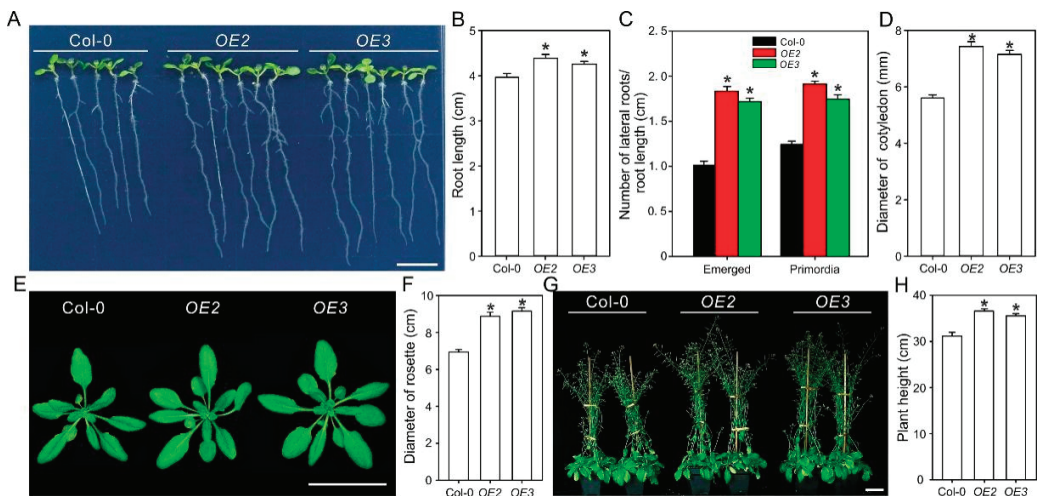 A
Col-0 OE2 OE3
B
Root length (cm)
5
4
3
2
1
0
Col-0 OE2 OE3
* *
C
Number of lateral roots/
root length (cm)
2.5
2.0
1.5
1.0
0.5
0
Col-0
OE2
OE3
* * * *
Emerged Primordia
D
Diameter of cotyledon (mm)
8
6
4
2
0
* *
Col-0 OE2 OE3
E
Col-0 OE2 OE3
F
Diameter of rosette (cm)
10
8
6
4
2
0
* *
Col-0 OE2 OE3
G
Col-0 OE2 OE3
H
Plant height (cm)
40
30
20
10
0
* *
Col-0 OE2 OE3